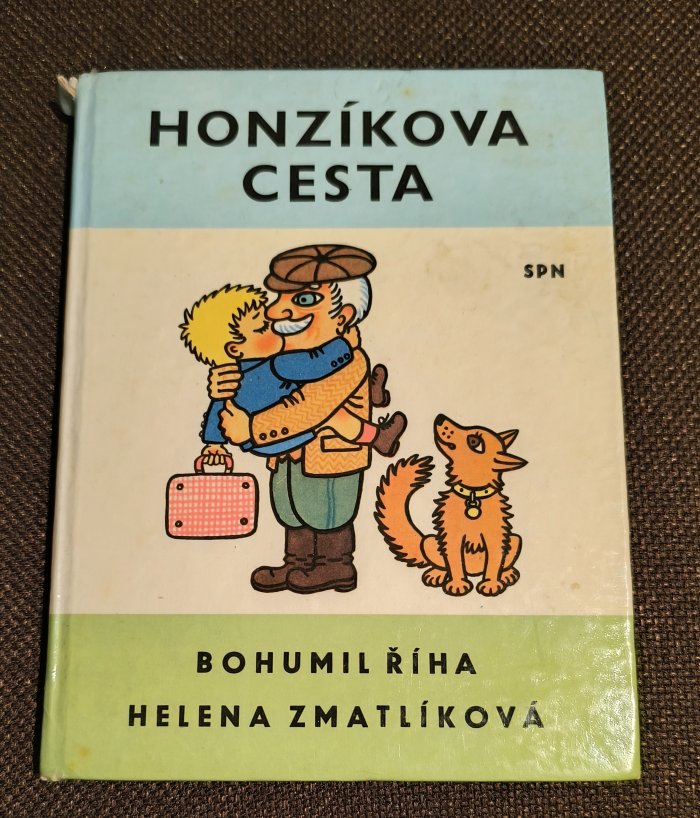 HONZÍKOVA
CESTA
SPN
BOHUMIL ŘÍHA
HELENA ZMATLÍKOVÁ